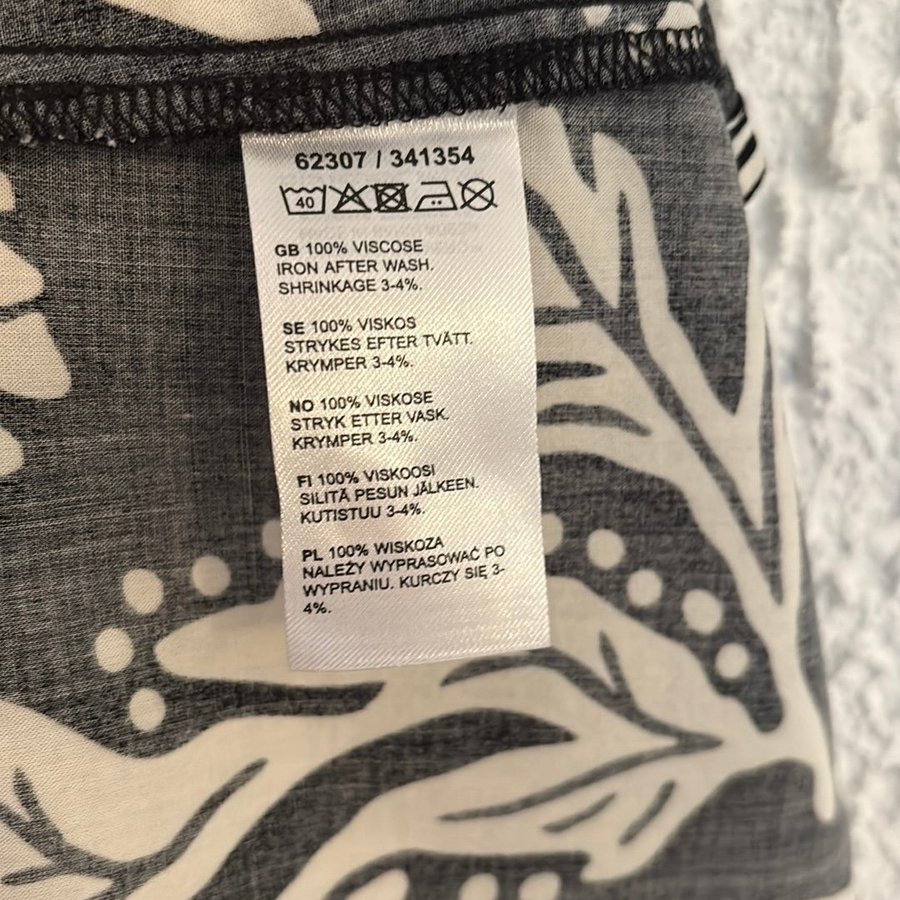 62307 / 341354
40
GB 100% VISCOSE
IRON AFTER WASH.
SHRINKAGE 3-4%.
SE 100% VISKOS
STRYKES EFTER TVÄTT.
KRYMPER 3-4%.
NO 100% VISKOSE
STRYK ETTER VASK.
KRYMPER 3-4%.
FI 100% VISKOOSI
SILITÄ PESUN JÄLKEEN.
KUTISTUU 3-4%.
PL 100% WISKOZA
NALEŻY WYPRASOWAĆ PO
WYPRANIU. KURCZY SIĘ 3-
4%.